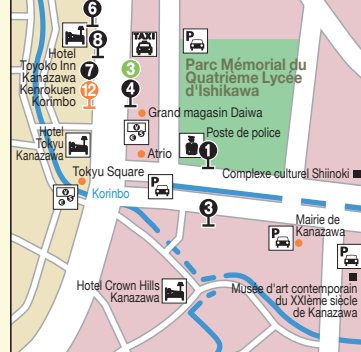 6
8
TAXI
P
Hotel
Toyoko Inn
Kanazawa
Kenrokuen
Korimbo
7
12
3
4
Parc Mémorial du
Quatrième Lycée
d'Ishikawa
Grand magasin Daiwa
Poste de police
Hotel
Tokyu
Kanazawa
Atrio
1
Tokyu Square
Complexe culturel Shiinoki
Korinbo
P
3
Mairie de
Kanazawa
P
P
Hotel Crown Hills
Kanazawa
Musée d'art contemporain
du XXIème siècle
de Kanazawa